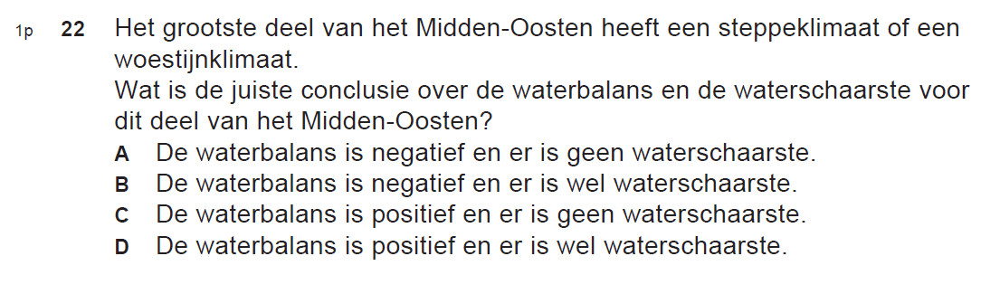 1p 22 Het grootste deel van het Midden-Oosten heeft een steppeklimaat of een
woestijnklimaat.
Wat is de juiste conclusie over de waterbalans en de waterschaarste voor
dit deel van het Midden-Oosten?
A De waterbalans is negatief en er is geen waterschaarste.
B De waterbalans is negatief en er is wel waterschaarste.
C De waterbalans is positief en er is geen waterschaarste.
D De waterbalans is positief en er is wel waterschaarste.